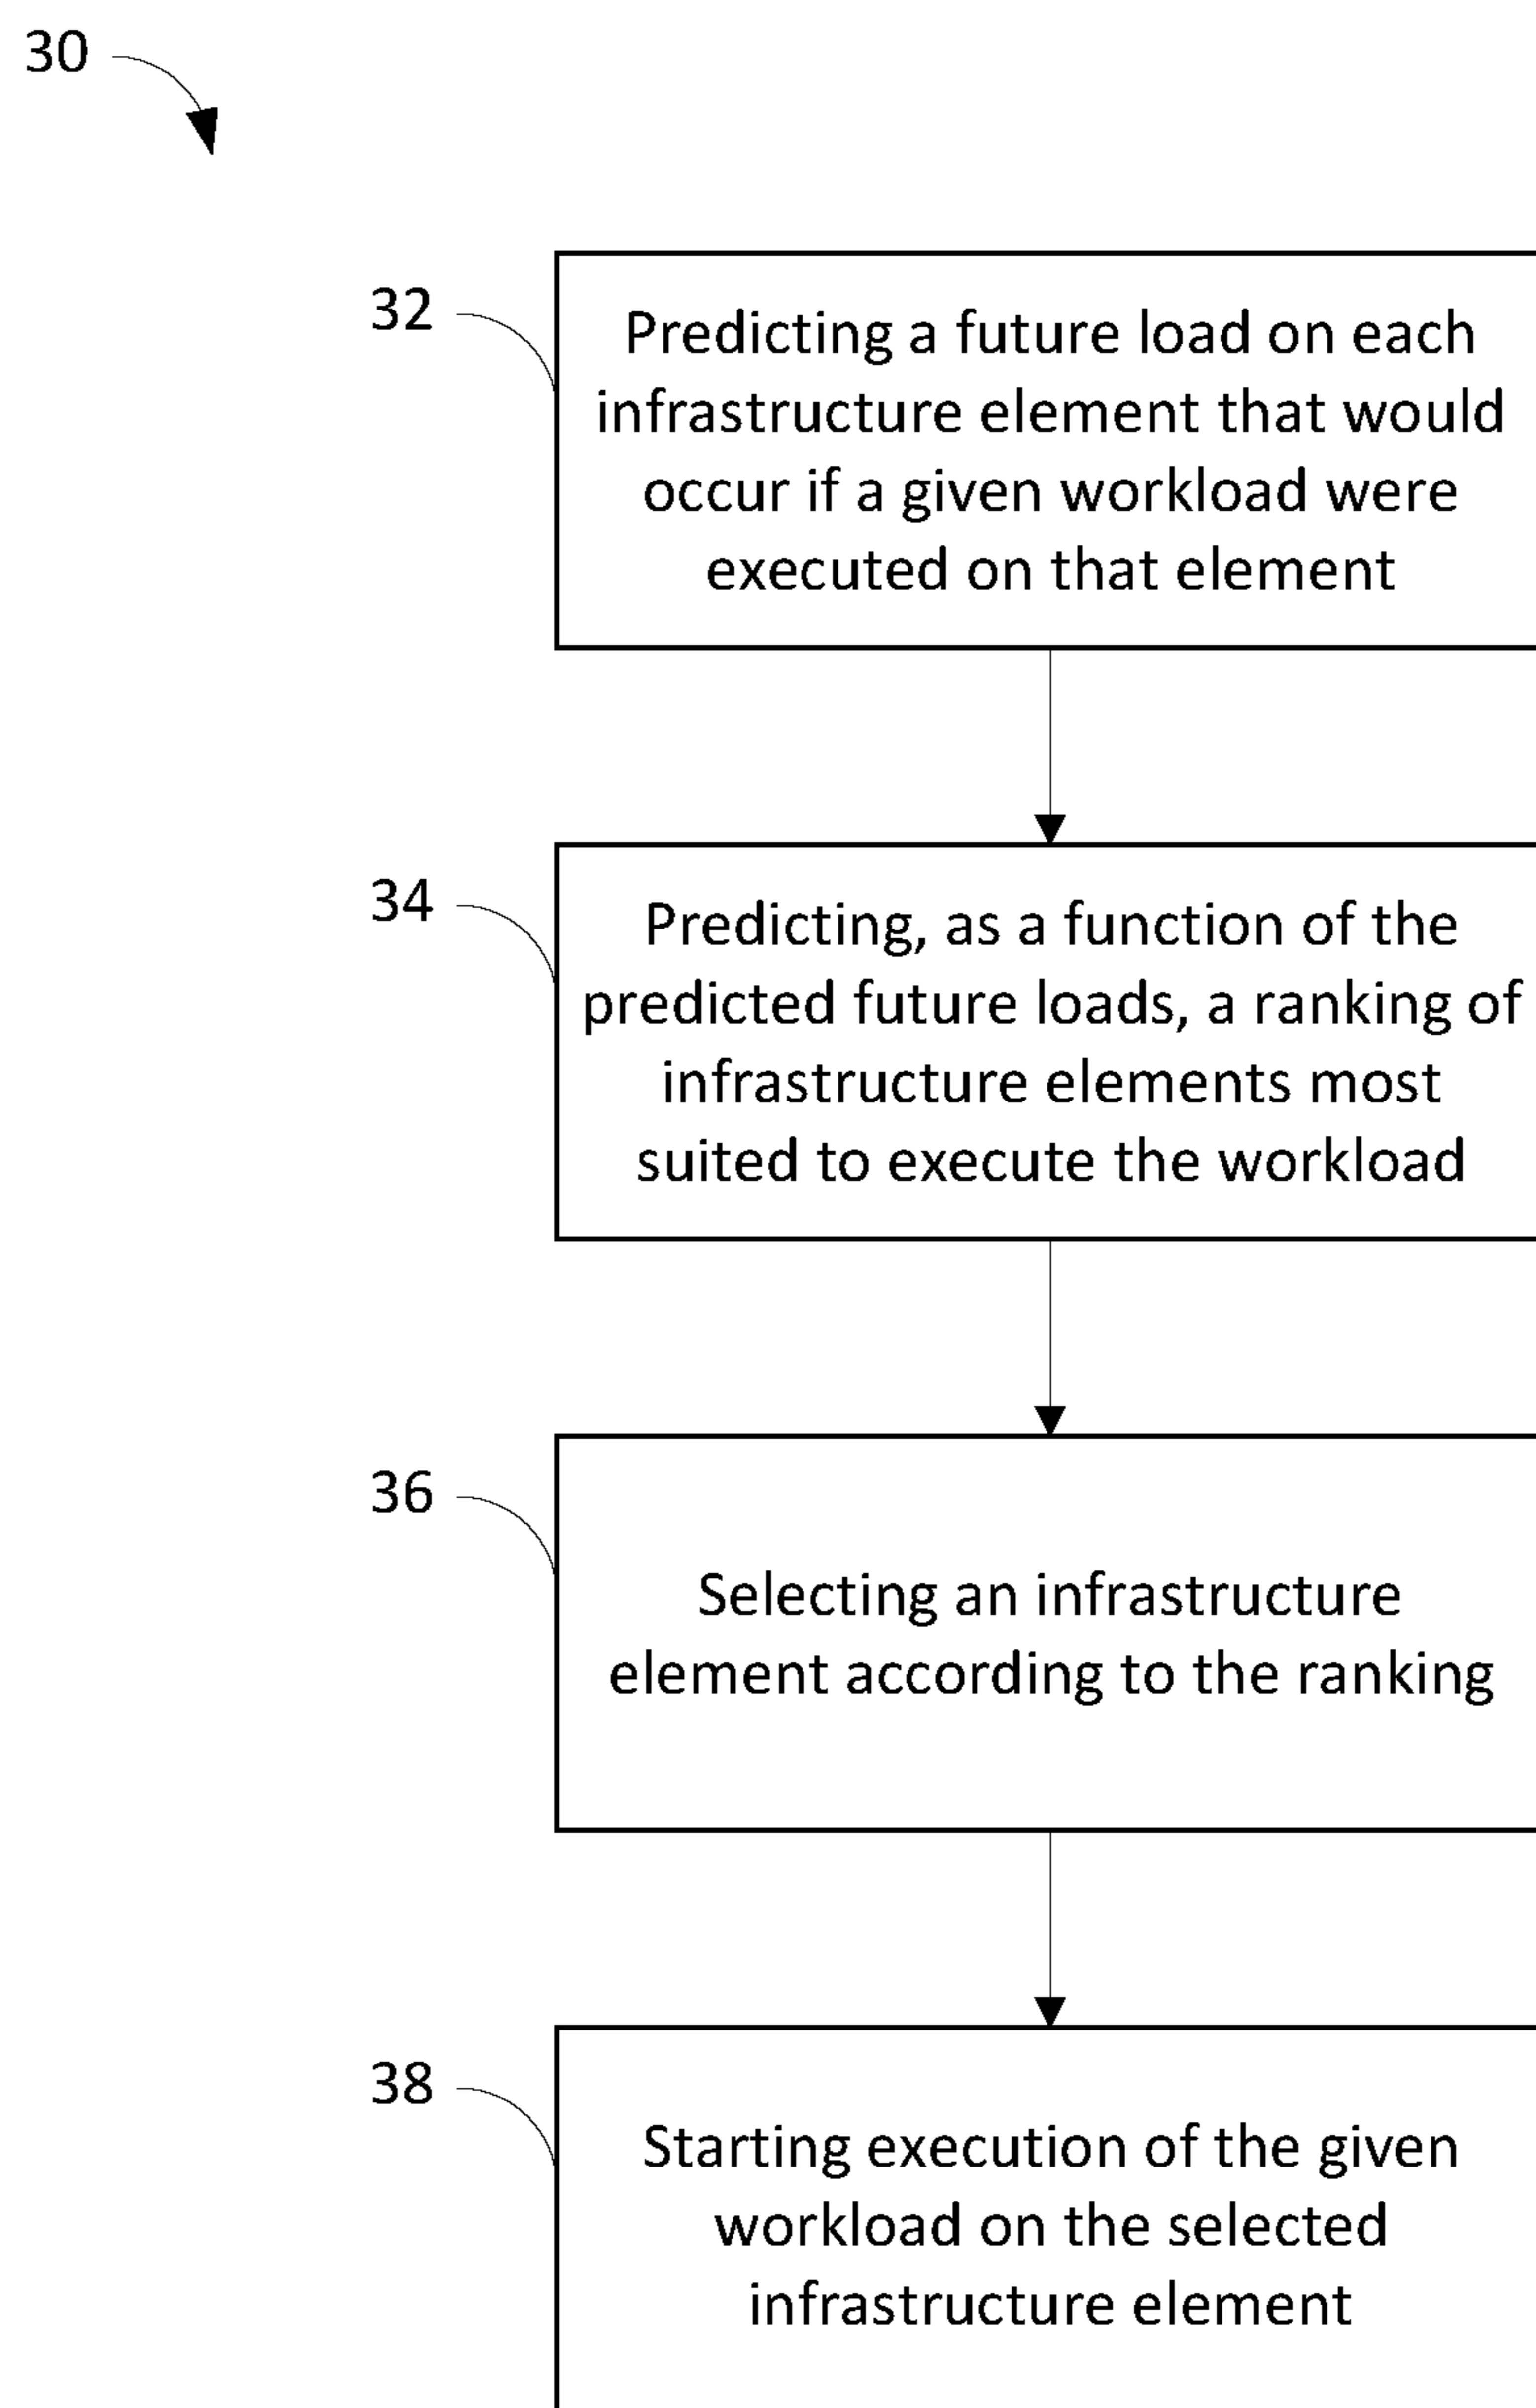 30
32
Predicting a future load on each
infrastructure element that would
occur if a given workload were
executed on that element
34
Predicting, as a function of the
predicted future loads, a ranking of
infrastructure elements most
suited to execute the workload
36
Selecting an infrastructure
element according to the ranking
38
Starting execution of the given
workload on the selected
infrastructure element